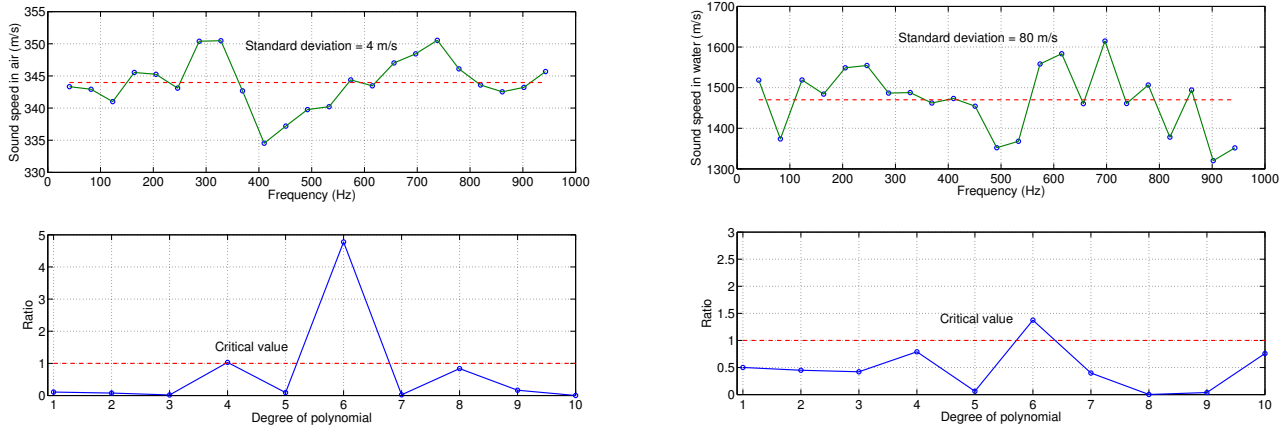 355
350
345
340
335
330
Sound speed in air (m/s)
Standard deviation = 4 m/s
0 100 200 300 400 500 600 700 800 900 1000
Frequency (Hz)
1700
1600
1500
1400
1300
Sound speed in water (m/s)
Standard deviation = 80 m/s
0 100 200 300 400 500 600 700 800 900 1000
Frequency (Hz)
5
4
3
2
1
0
Ratio
Critical value
1 2 3 4 5 6 7 8 9 10
Degree of polynomial
3
2.5
2
1.5
1
0.5
0
Ratio
Critical value
1 2 3 4 5 6 7 8 9 10
Degree of polynomial